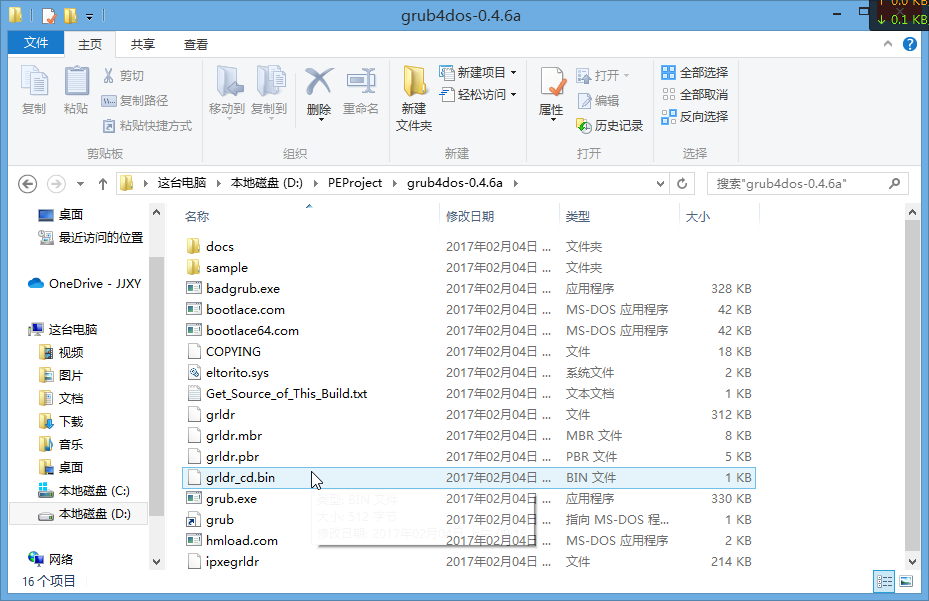 grub4dos-0.4.6a
↑ 0.0 KB
↓ 0.1 KB
文件 主页 共享 查看
复制 粘贴 剪切 复制路径 粘贴快捷方式
移动到 复制到 删除 重命名
新建文件夹 新建项目 轻松访问
属性 打开 编辑 历史记录
全部选择 全部取消 反向选择
剪贴板 组织 新建 打开 选择
这台电脑 本地磁盘 (D:) PEProject grub4dos-0.4.6a
搜索"grub4dos-0.4.6a"
桌面
最近访问的位置
OneDrive - JJXY
这台电脑
视频
图片
文档
下载
音乐
桌面
本地磁盘 (C:)
本地磁盘 (D:)
网络
名称 修改日期 类型 大小
docs 2017年02月04日 ... 文件夹
sample 2017年02月04日 ... 文件夹
badgrub.exe 2017年02月04日 ... 应用程序 328 KB
bootlace.com 2017年02月04日 ... MS-DOS 应用程序 42 KB
bootlace64.com 2017年02月04日 ... MS-DOS 应用程序 42 KB
COPYING 2017年02月04日 ... 文件 18 KB
eltorito.sys 2017年02月04日 ... 系统文件 2 KB
Get_Source_of_This_Build.txt 2017年02月04日 ... 文本文档 1 KB
grldr 2017年02月04日 ... 文件 312 KB
grldr.mbr 2017年02月04日 ... MBR 文件 8 KB
grldr.pbr 2017年02月04日 ... PBR 文件 5 KB
grldr_cd.bin 2017年02月04日 ... BIN 文件 1 KB
grub.exe 2017年02月04日 ... 应用程序 330 KB
grub 2017年02月04日 ... 指向 MS-DOS 程... 1 KB
hmload.com 2017年02月04日 ... MS-DOS 应用程序 2 KB
ipxegrldr 2017年02月04日 ... 文件 214 KB
类型: BIN 文件
大小: 512 字节
修改日期: 2017年02月04日
16 个项目